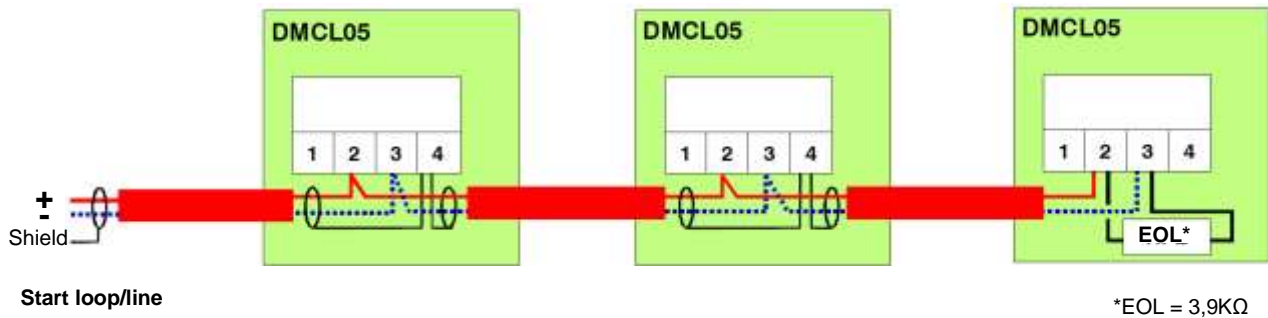 DMCL05 DMCL05 DMCL05
1 2 3 4 1 2 3 4 1 2 3 4
+
-
Shield
EOL*
Start loop/line
*EOL = 3,9KΩ